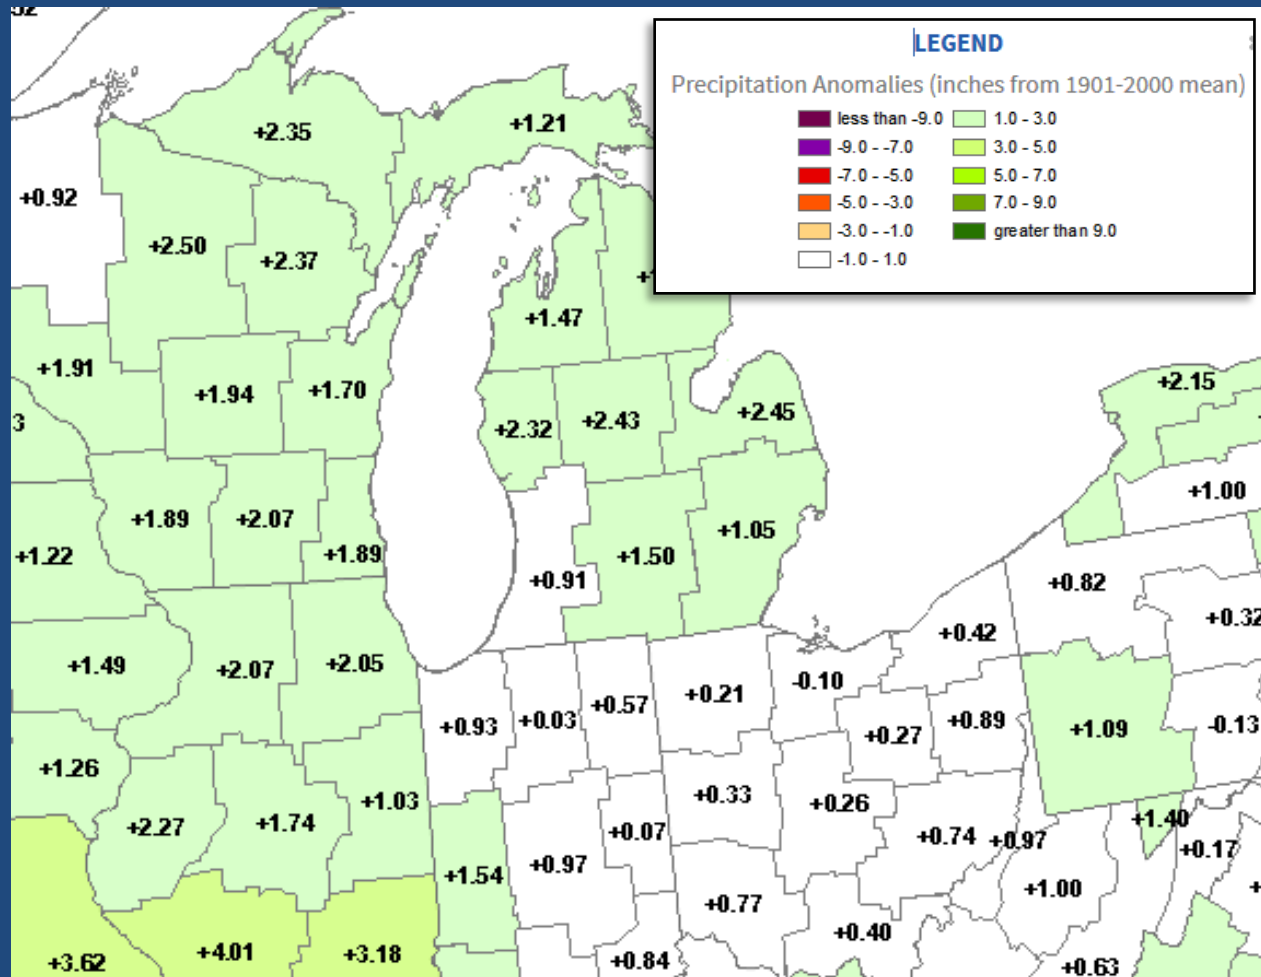 LEGEND
Precipitation Anomalies (inches from 1901-2000 mean)
less than -9.0 1.0 - 3.0
-9.0 - -7.0 3.0 - 5.0
-7.0 - -5.0 5.0 - 7.0
-5.0 - -3.0 7.0 - 9.0
-3.0 - -1.0 greater than 9.0
-1.0 - 1.0
+2.35 +1.21
+0.92
+2.50 +2.37
+1.47
+1.91 +1.94 +1.70 +2.15
+2.32 +2.43 +2.45
+1.00
+1.89 +2.07 +1.05
+1.22 +1.89 +1.50
+0.91 +0.82
+0.32
+0.42
+1.49 +2.07 +2.05
+0.57 +0.21 -0.10
+0.93 +0.03 +0.27 +0.89 +1.09 -0.13
+1.26
+1.03 +0.33 +0.26
+2.27 +1.74 +0.07 +0.74 +0.97 +1.40
+1.54 +0.97 +0.17
+0.77 +1.00
+4.01 +3.18 +0.40
+3.62 +0.84 +0.63